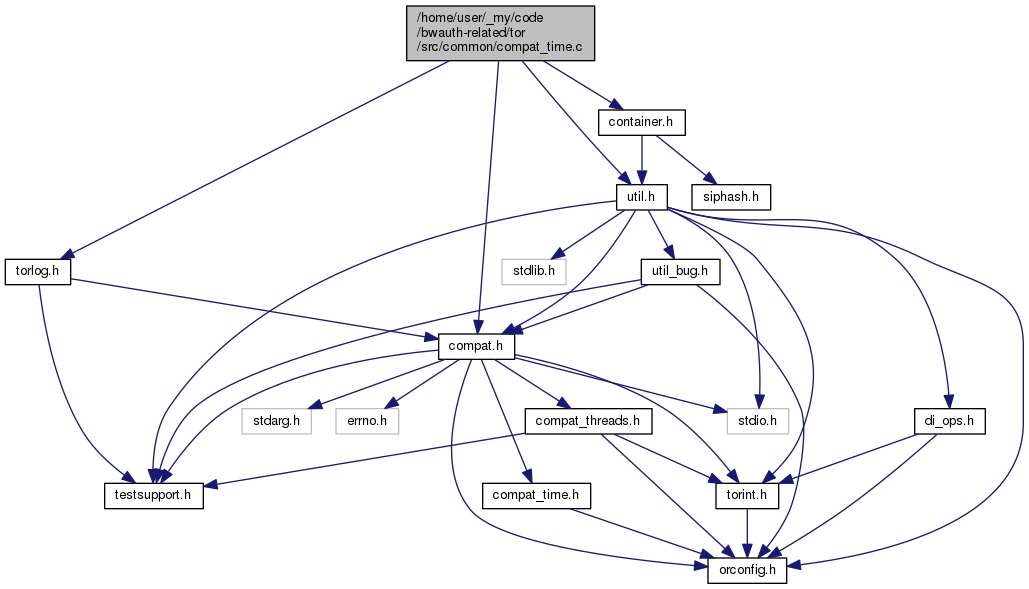 /home/user/_my/code
/bwauth-related/tor
/src/common/compat_time.c
container.h
util.h
siphash.h
torlog.h
stdlib.h
util_bug.h
compat.h
stdarg.h
errno.h
compat_threads.h
stdio.h
di_ops.h
testsupport.h
compat_time.h
torint.h
orconfig.h